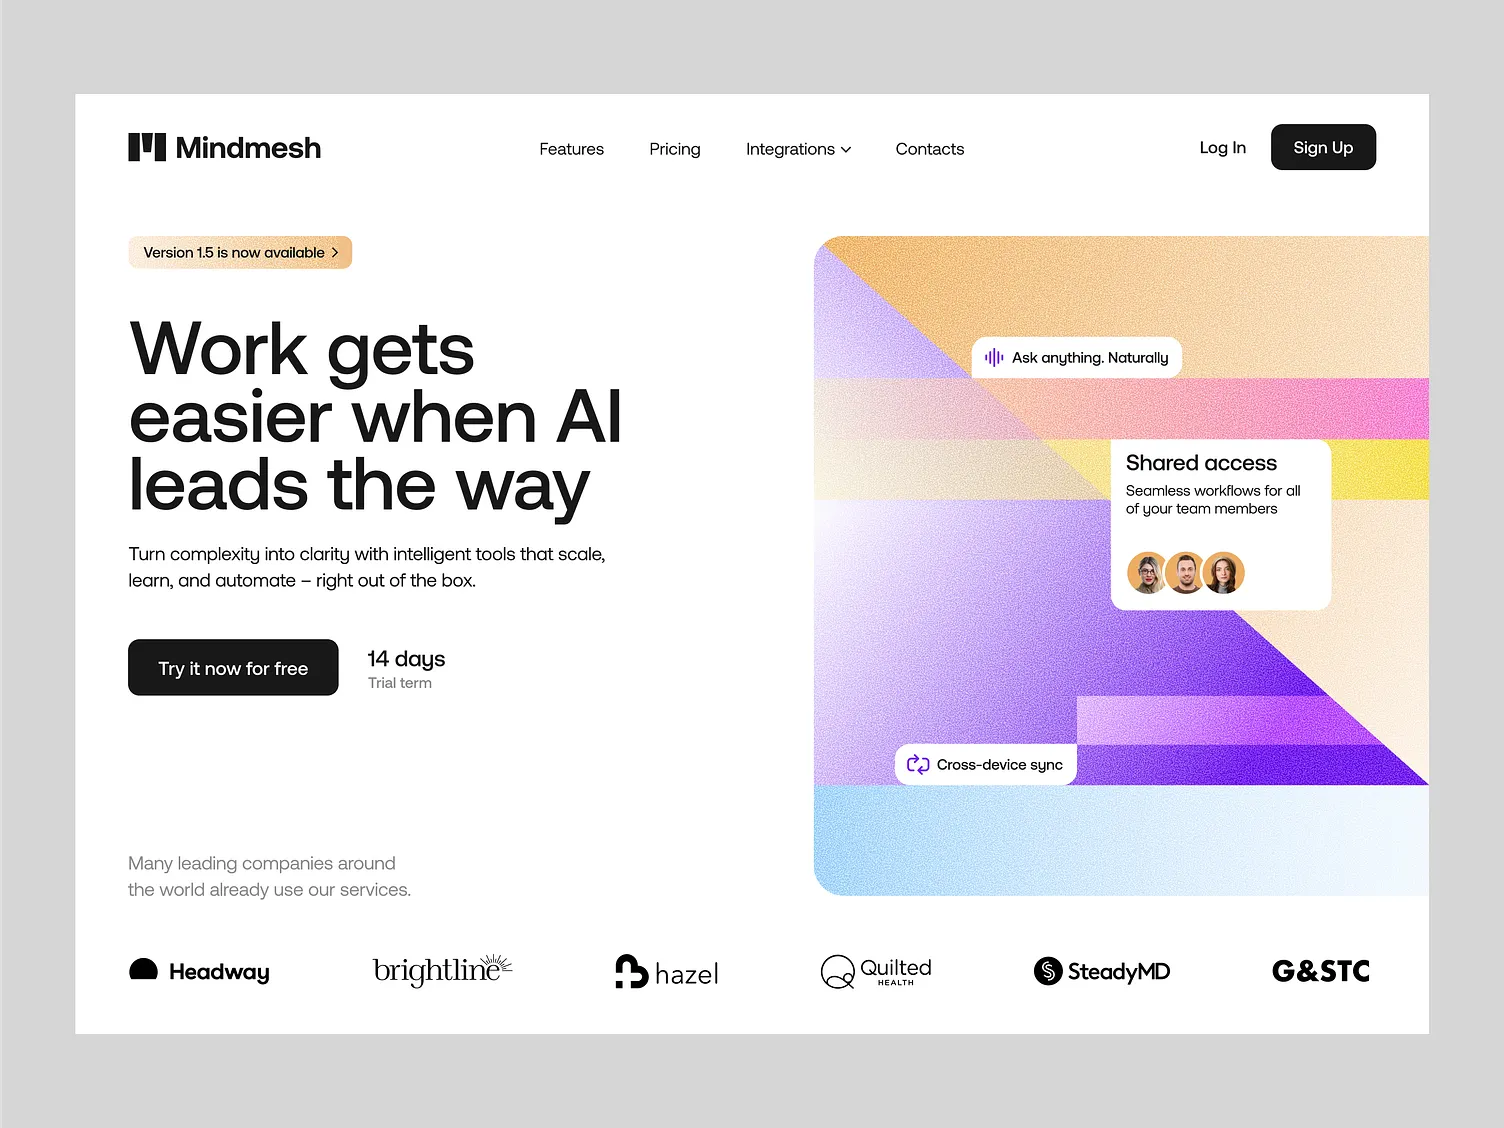 Mindmesh
Features
Pricing
Integrations
Contacts
Log In
Sign Up
Version 1.5 is now available
Work gets
easier when AI
leads the way
Turn complexity into clarity with intelligent tools that scale,
learn, and automate – right out of the box.
Try it now for free
14 days
Trial term
Ask anything. Naturally
Shared access
Seamless workflows for all
of your team members
Cross-device sync
Many leading companies around
the world already use our services.
Headway
brightline
hazel
Quilted
HEALTH
SteadyMD
G&STC